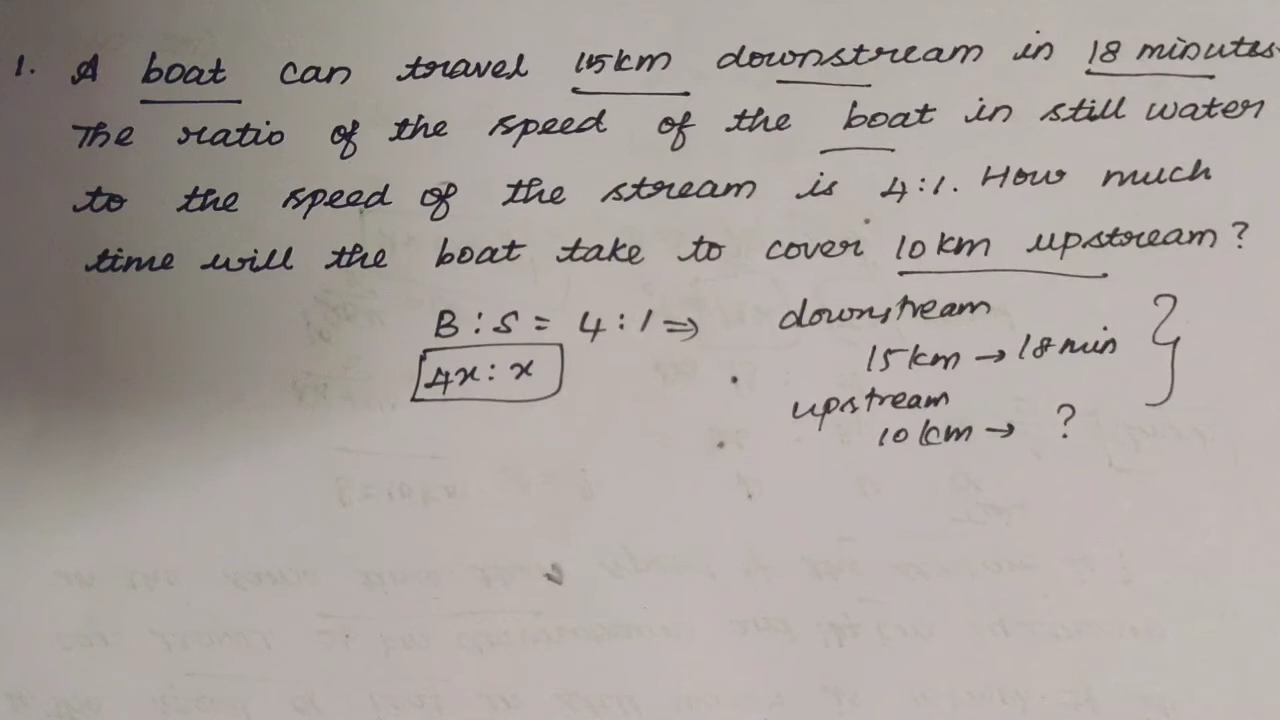 1. A boat can travel 15km downstream in 18 minutes.
The ratio of the speed of the boat in still water
to the speed of the stream is 4:1. How much
time will the boat take to cover 10km upstream?
B : S = 4 : 1 ⇒
4x : x
downstream
15km → 18min
upstream
10km → ?